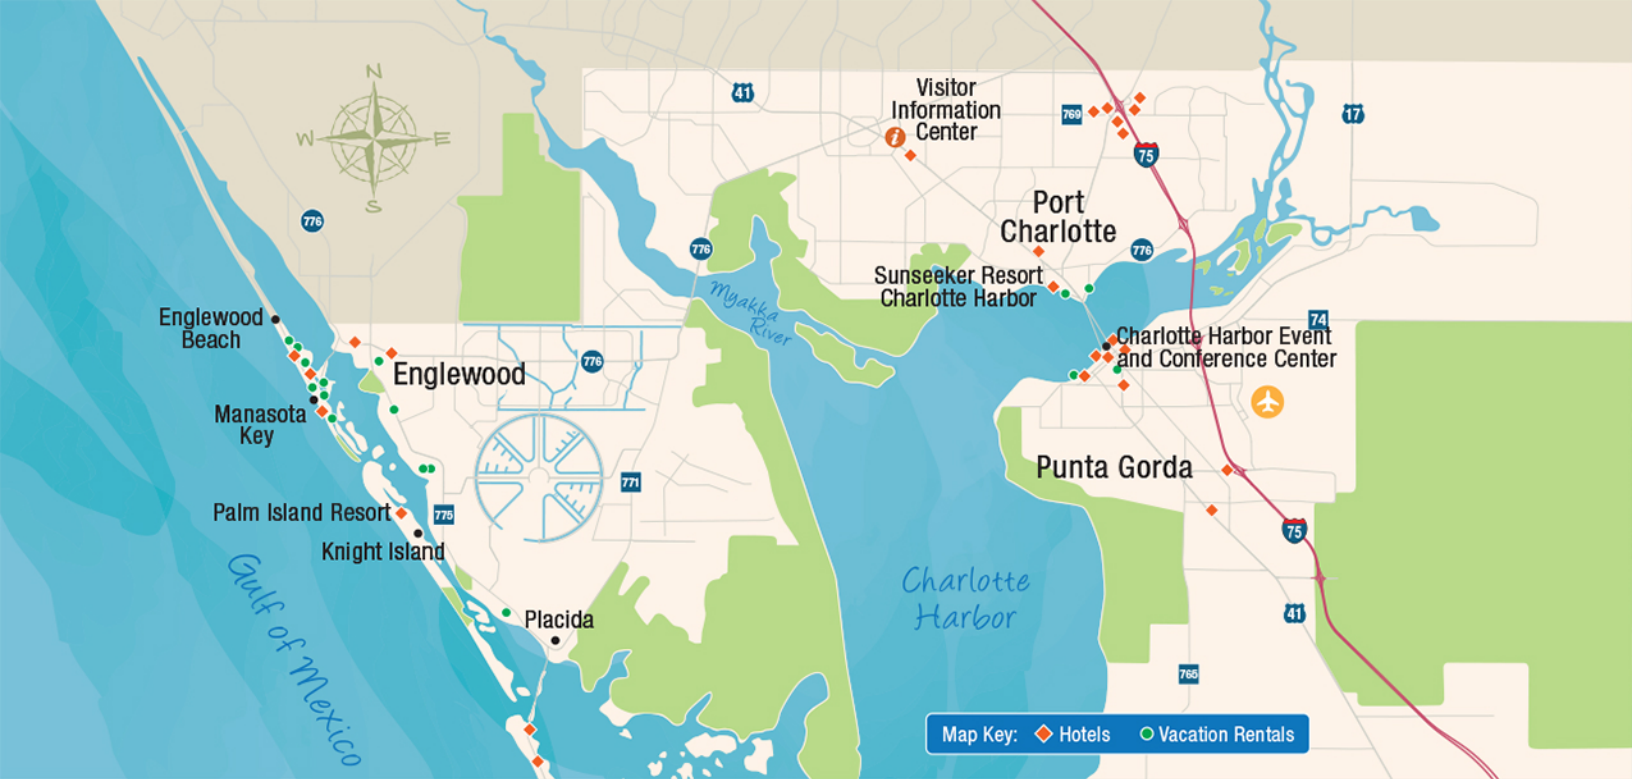 N
W
E
S
41
Visitor
Information
Center
i
769
75
17
776
776
Port
Charlotte
776
Sunseeker Resort
Charlotte Harbor
Myakka
River
Englewood
Beach
74
Charlotte Harbor Event
and Conference Center
776
Englewood
Manasota
Key
Punta Gorda
771
Palm Island Resort
775
Knight Island
75
Gulf of Mexico
Charlotte
Harbor
Placida
41
765
Map Key: Hotels Vacation Rentals